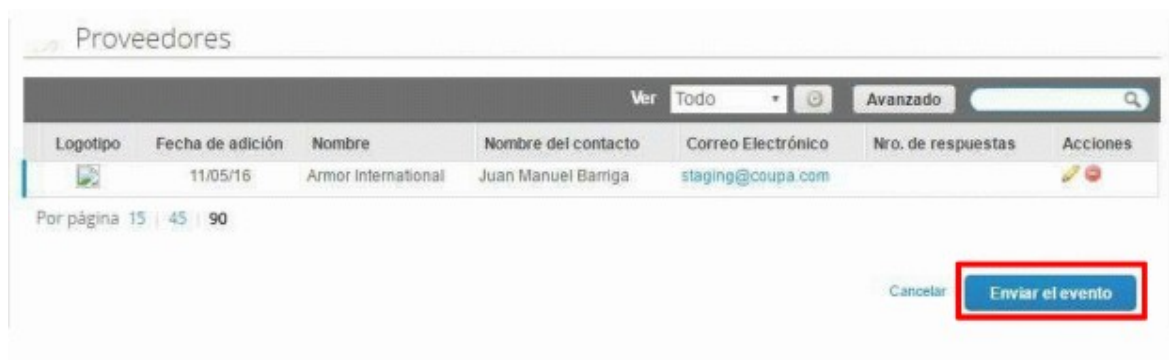 Proveedores
Ver Todo Avanzado
Logotipo Fecha de adición Nombre Nombre del contacto Correo Electrónico Nro. de respuestas Acciones
11/05/16 Armor International Juan Manuel Barriga staging@coupa.com
Por página 15 | 45 | 90
Cancelar Enviar el evento